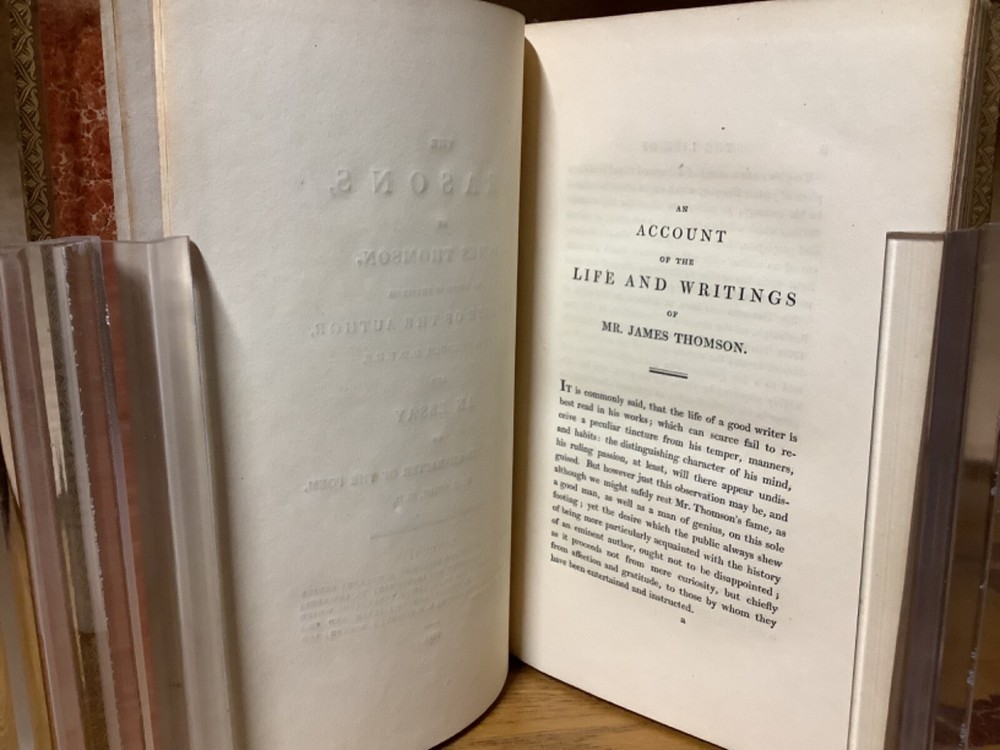 AN
ACCOUNT
OF THE
LIFE AND WRITINGS
OF
MR. JAMES THOMSON.
It is commonly said, that the life of a good writer is
best read in his works; which can scarce fail to re-
ceive a peculiar tincture from his temper, manners,
and habits: the distinguishing character of his mind,
his ruling passion, at least, will there appear undis-
guised. But however just this observation may be, and
although we might safely rest Mr. Thomson's fame, as
a good man, as well as a man of genius, on this sole
footing; yet the desire which the public always shew
of being more particularly acquainted with the history
of an eminent author, ought not to be disappointed;
as it proceeds not from mere curiosity, but chiefly
from affection and gratitude, to those by whom they
have been entertained and instructed.
a